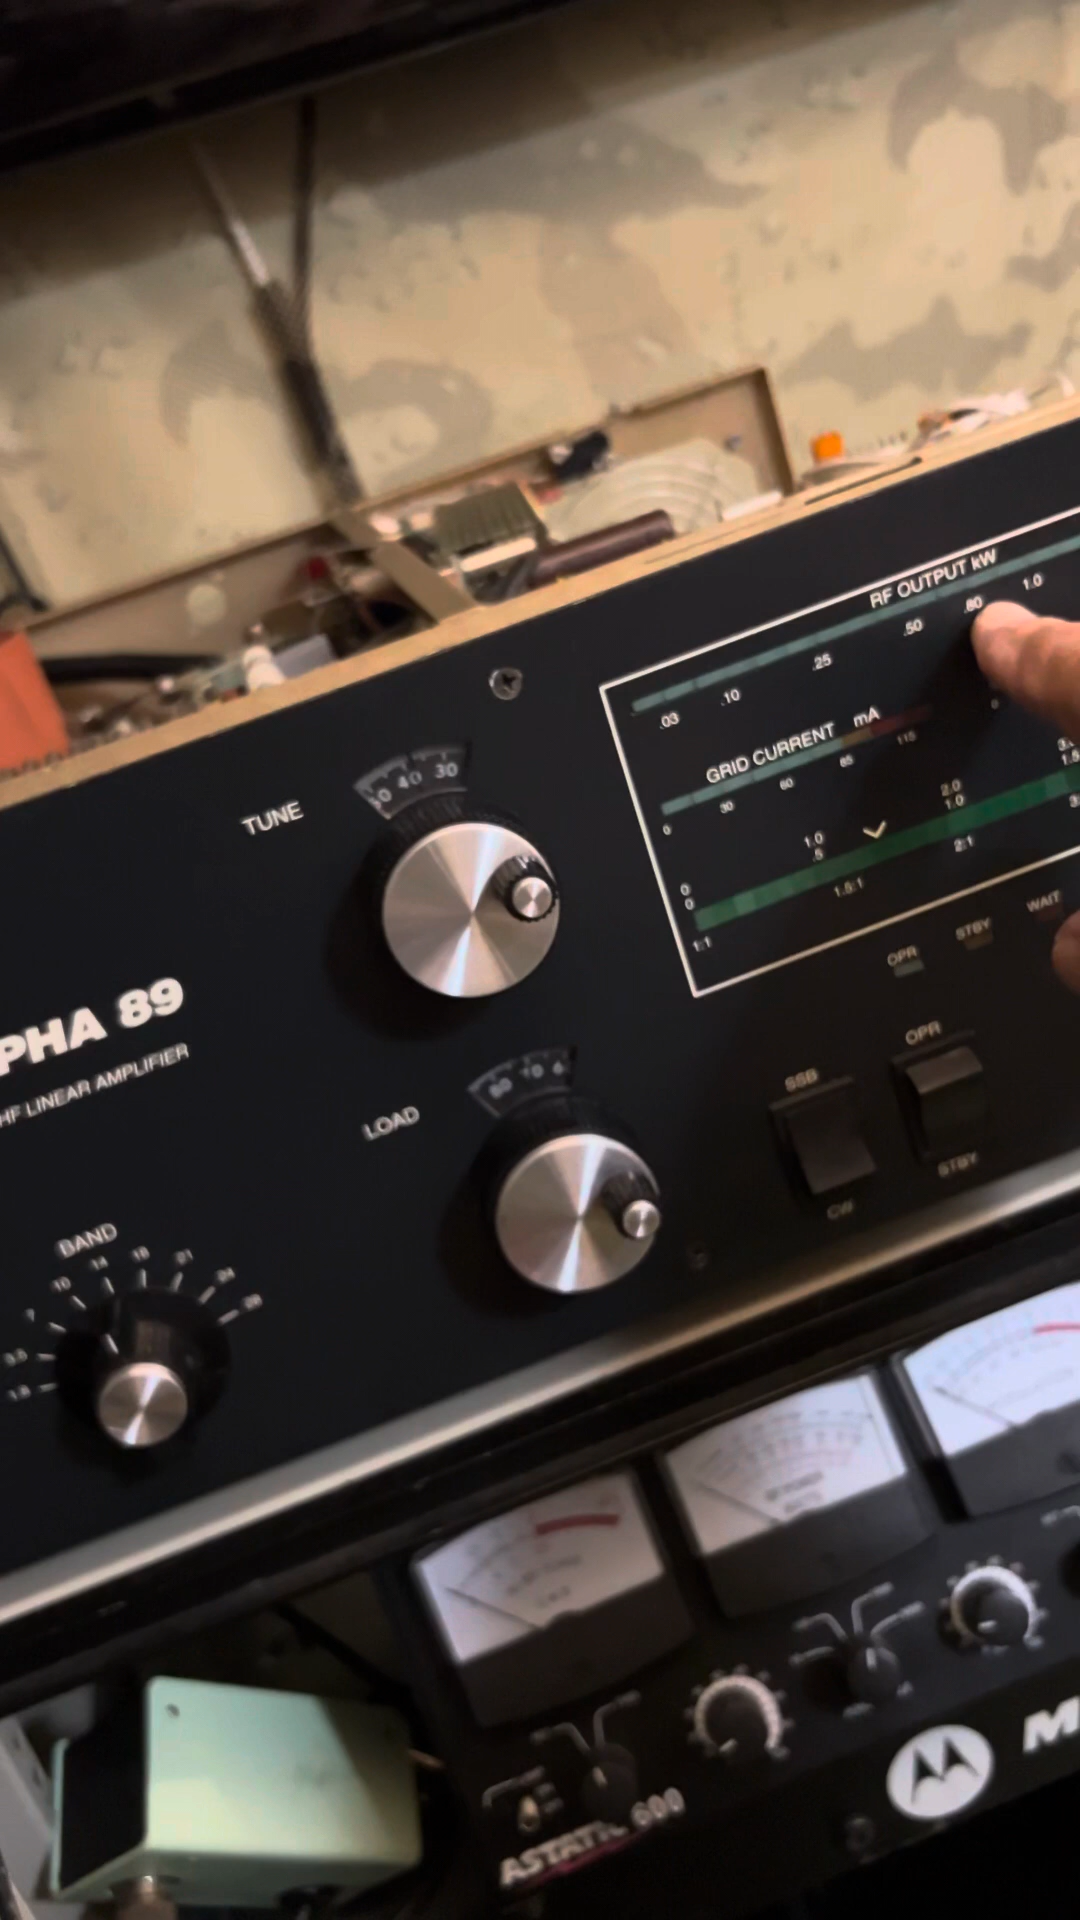 RF OUTPUT kW
.03 .10 .25 .50 .80 1.0
GRID CURRENT mA
0 30 60 85 115
0 .5 1.0
0 1.0 2.0
1:1 1.5:1 2:1
OPR STBY WAIT
TUNE
40 30
PHA 89
HF LINEAR AMPLIFIER
LOAD
80 70
SSB
CW
OPR
STBY
BAND
1.8 3.5 7 10 14 18 21 24 28
ASTATIC 600
M